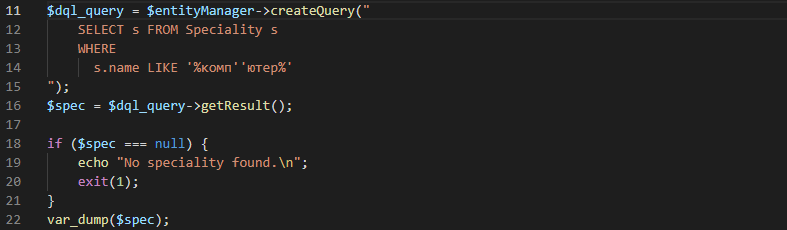 11 $dql_query = $entityManager->createQuery("
12 SELECT s FROM Speciality s
13 WHERE
14 s.name LIKE '%комп''ютер%'
15 ");
16 $spec = $dql_query->getResult();
17
18 if ($spec === null) {
19 echo "No speciality found.\n";
20 exit(1);
21 }
22 var_dump($spec);